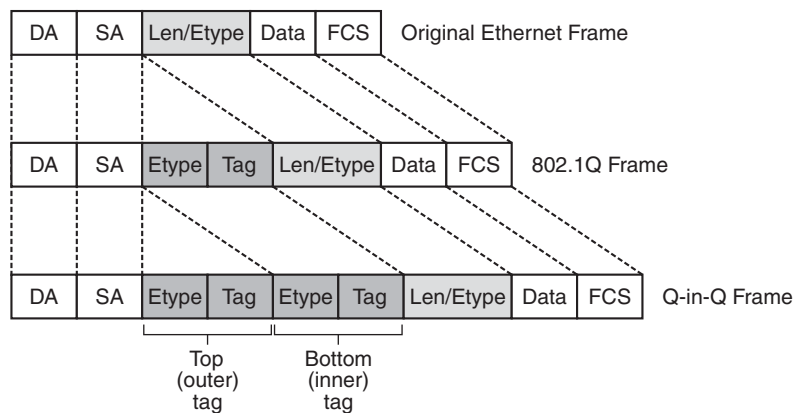 DA SA Len/Etype Data FCS Original Ethernet Frame
DA SA Etype Tag Len/Etype Data FCS 802.1Q Frame
DA SA Etype Tag Etype Tag Len/Etype Data FCS Q-in-Q Frame
Top
(outer)
tag
Bottom
(inner)
tag